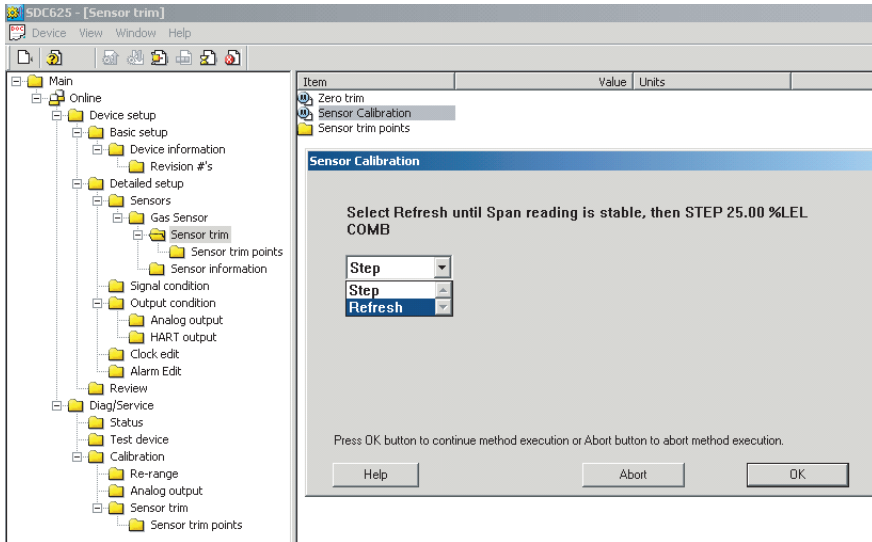 SDC625 - [Sensor trim]
Device View Window Help
Main
Online
Device setup
Basic setup
Device information
Revision #'s
Detailed setup
Sensors
Gas Sensor
Sensor trim
Sensor trim points
Sensor information
Signal condition
Output condition
Analog output
HART output
Clock edit
Alarm Edit
Review
Diag/Service
Status
Test device
Calibration
Re-range
Analog output
Sensor trim
Sensor trim points
Item Value Units
Zero trim
Sensor Calibration
Sensor trim points
Sensor Calibration
Select Refresh until Span reading is stable, then STEP 25.00 %LEL
COMB
Step
Step
Refresh
Press OK button to continue method execution or Abort button to abort method execution.
Help Abort OK